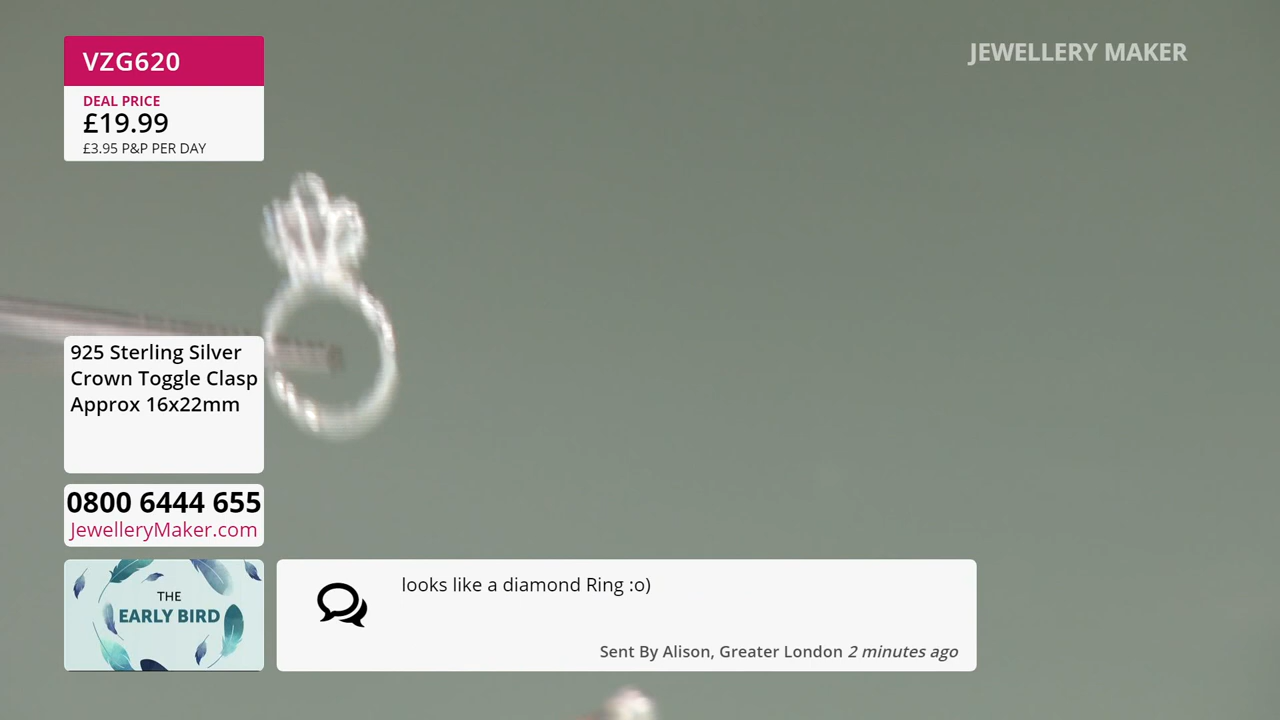 VZG620
DEAL PRICE
£19.99
£3.95 P&P PER DAY
JEWELLERY MAKER
925 Sterling Silver
Crown Toggle Clasp
Approx 16x22mm
0800 6444 655
JewelleryMaker.com
THE
EARLY BIRD
looks like a diamond Ring :o)
Sent By Alison, Greater London 2 minutes ago